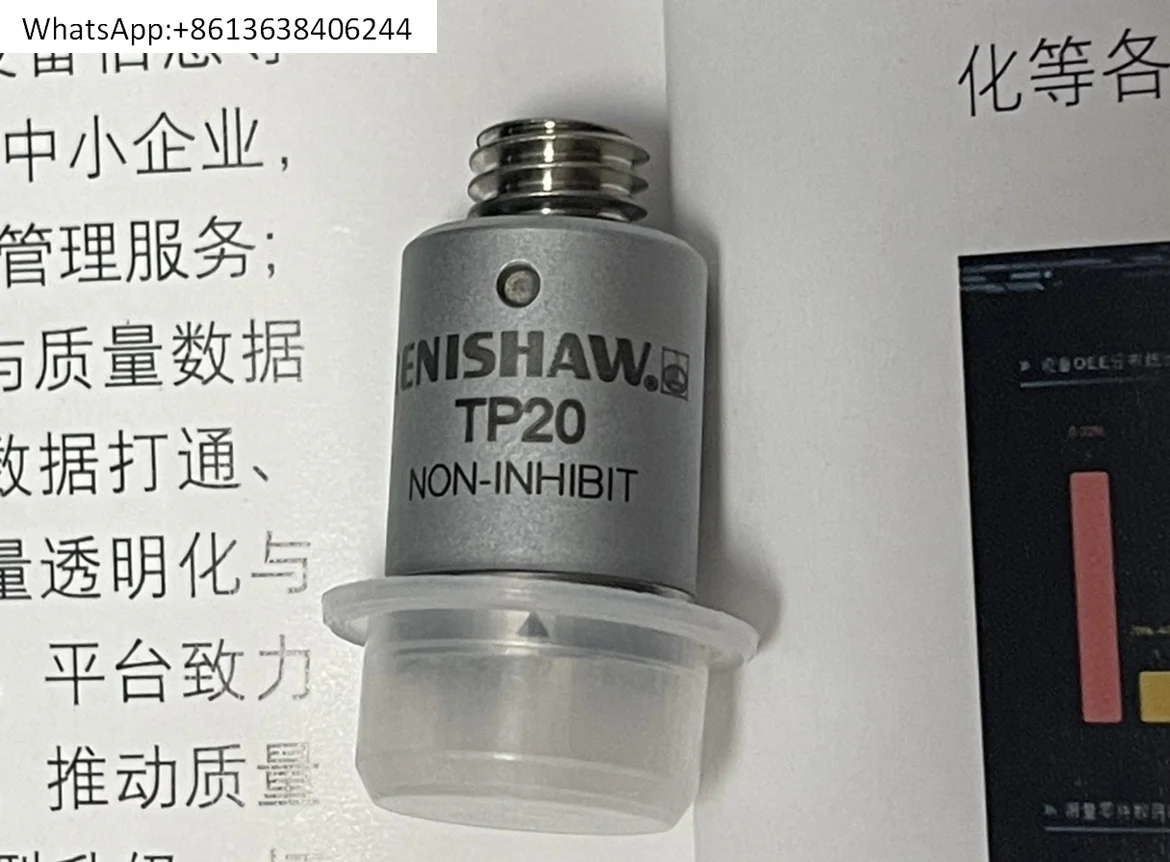 WhatsApp:+8613638406244
中小企业，
管理服务；
与质量数据
数据打通、
量透明化与
平台致力
推动质量
化等各
ENISHAW.
TP20
NON-INHIBIT